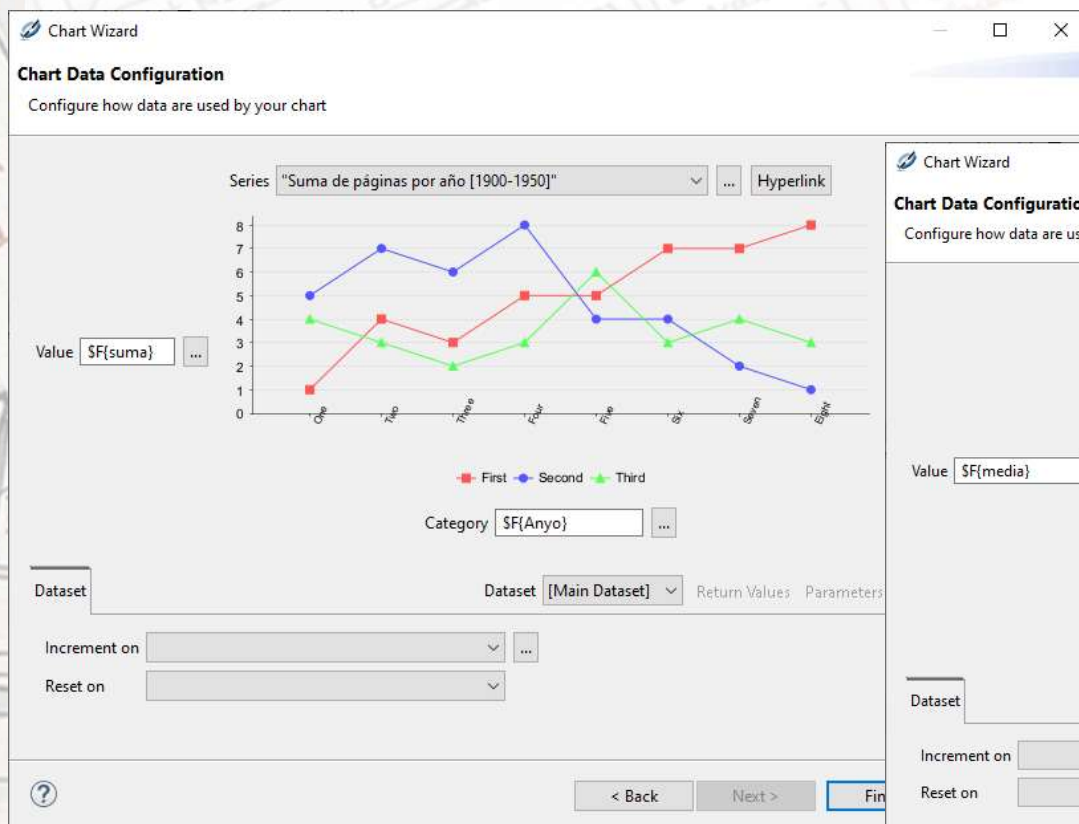 Chart Wizard
Chart Data Configuration
Configure how data are used by your chart
Series "Suma de páginas por año [1900-1950]" ... Hyperlink
8
7
6
5
4
3
2
1
0
Value $F{suma} ...
One Two Three Four Five Six Seven Eight
First Second Third
Category $F{Anyo} ...
Dataset Dataset [Main Dataset] Return Values Parameters
Increment on ...
Reset on
? < Back Next > Fin
Chart Wizard
Chart Data Configuratio
Configure how data are us
Value $F{media}
Dataset
Increment on
Reset on